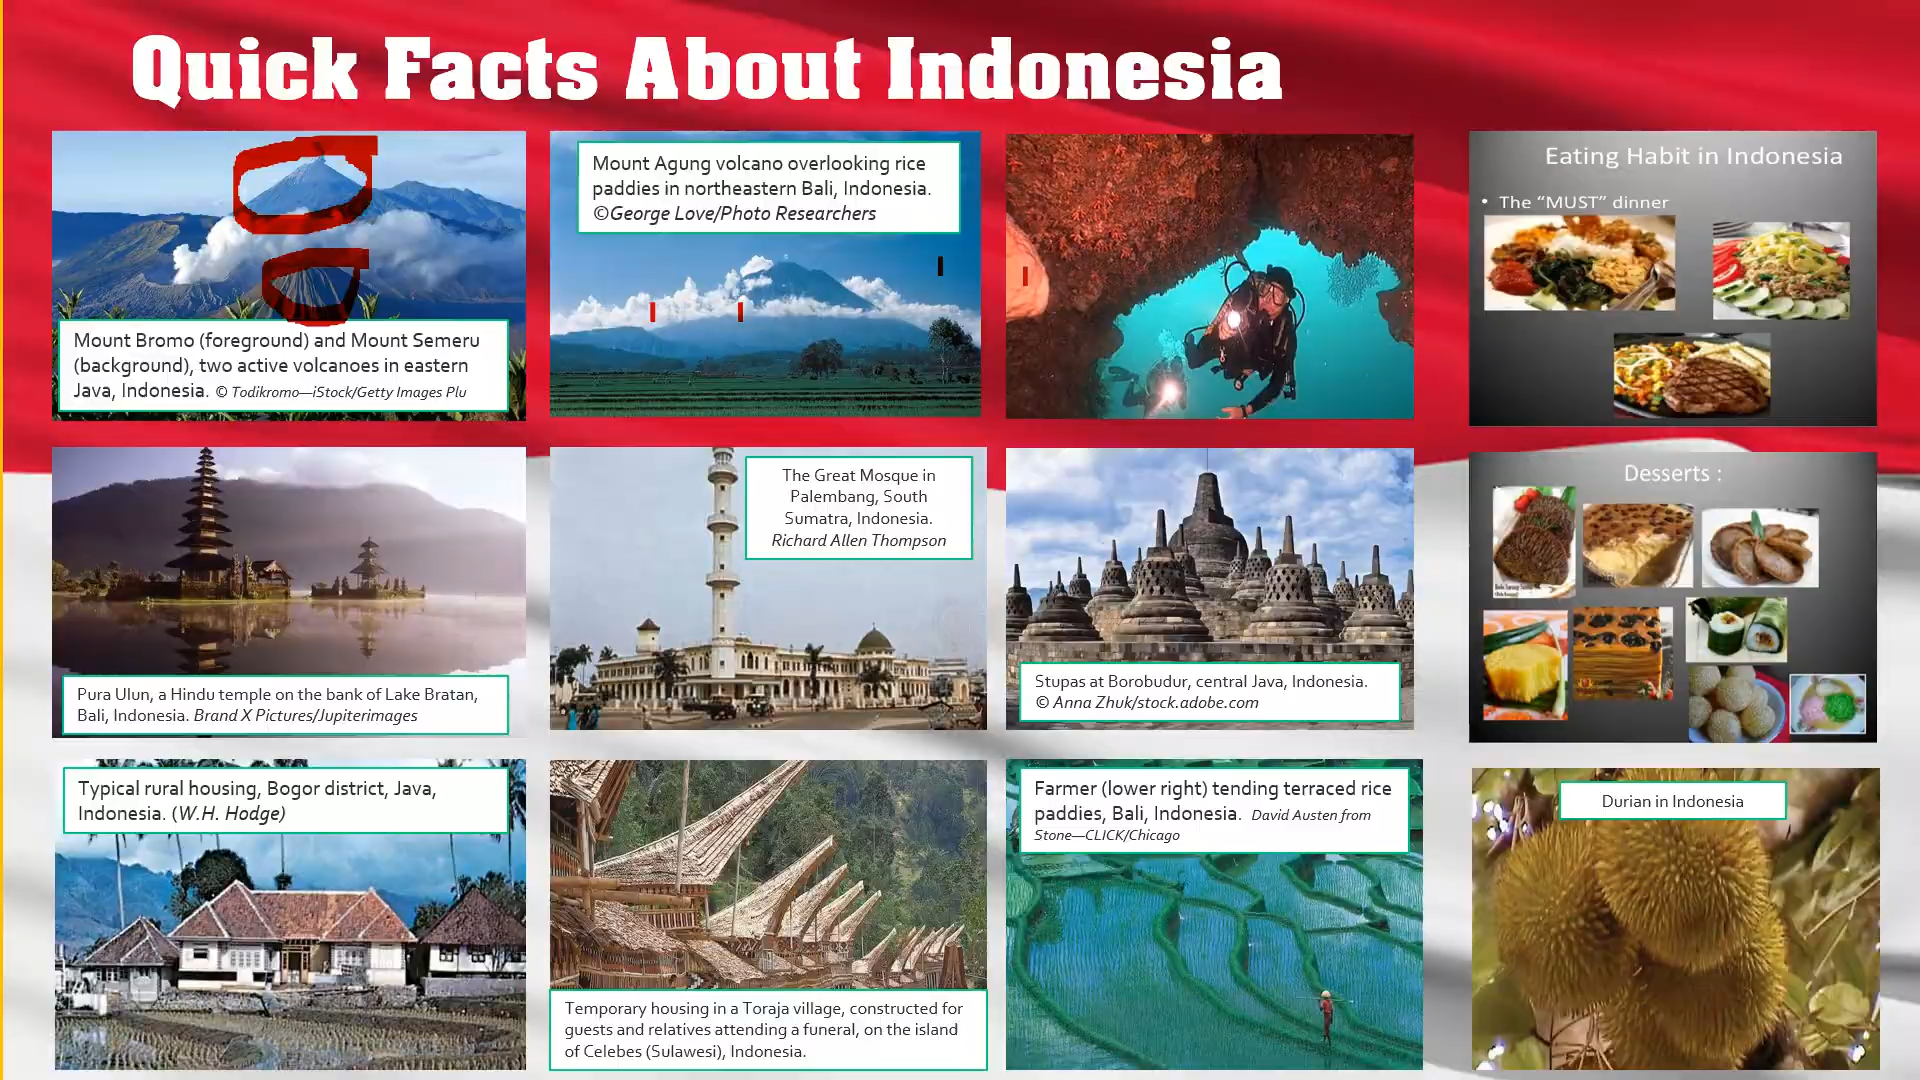 Quick Facts About Indonesia
Mount Bromo (foreground) and Mount Semeru
(background), two active volcanoes in eastern
Java, Indonesia. © Todikromo—iStock/Getty Images Plu
Mount Agung volcano overlooking rice
paddies in northeastern Bali, Indonesia.
©George Love/Photo Researchers
Eating Habit in Indonesia
• The “MUST” dinner
Pura Ulun, a Hindu temple on the bank of Lake Bratan,
Bali, Indonesia. Brand X Pictures/Jupiterimages
The Great Mosque in
Palembang, South
Sumatra, Indonesia.
Richard Allen Thompson
Stupas at Borobudur, central Java, Indonesia.
© Anna Zhuk/stock.adobe.com
Desserts :
Typical rural housing, Bogor district, Java,
Indonesia. (W.H. Hodge)
Temporary housing in a Toraja village, constructed for
guests and relatives attending a funeral, on the island
of Celebes (Sulawesi), Indonesia.
Farmer (lower right) tending terraced rice
paddies, Bali, Indonesia. David Austen from
Stone—CLICK/Chicago
Durian in Indonesia